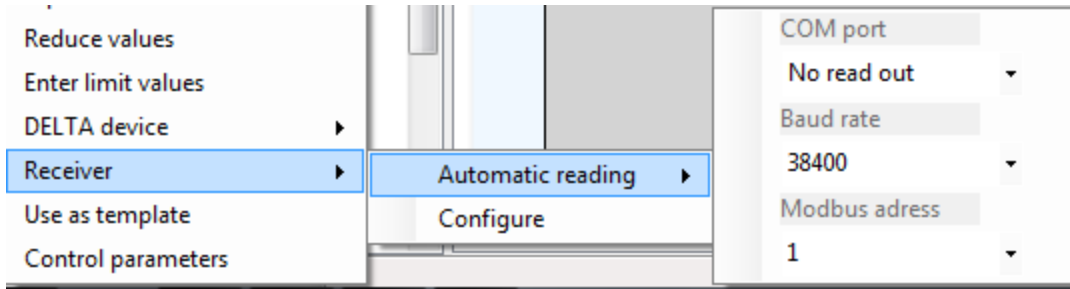 Reduce values
Enter limit values
DELTA device
Receiver
Use as template
Control parameters
Automatic reading
Configure
COM port
No read out
Baud rate
38400
Modbus adress
1